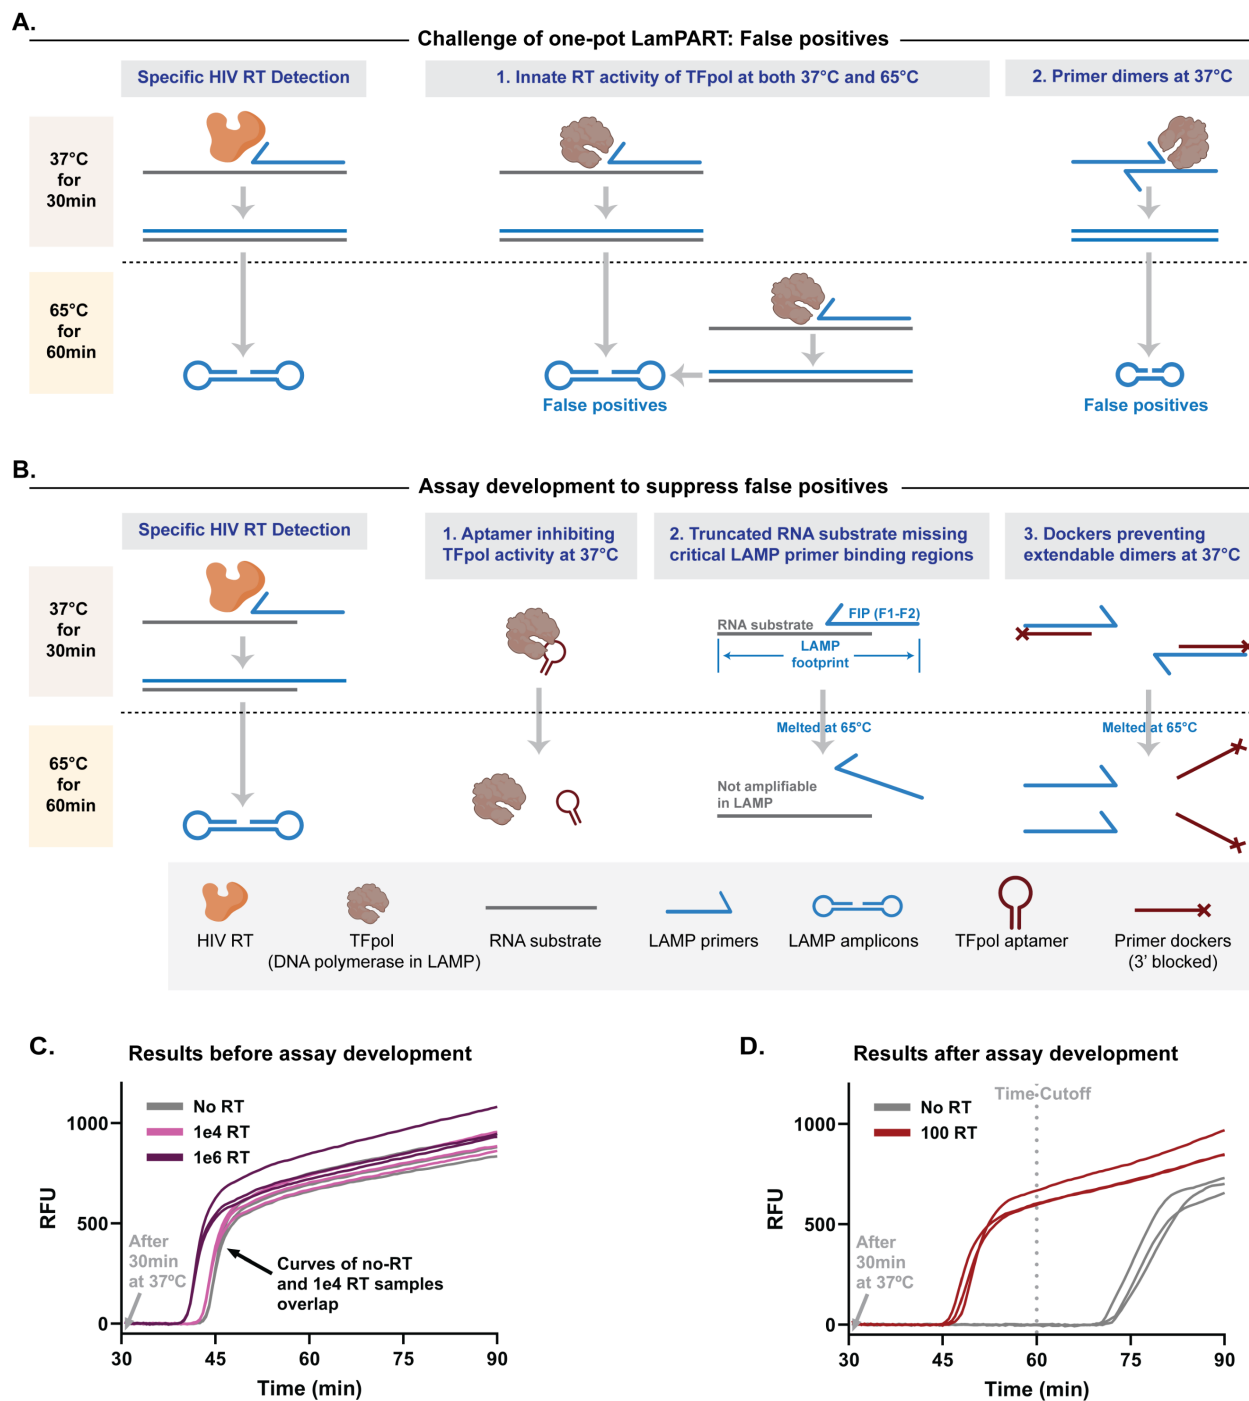 A.
Challenge of one-pot LamPART: False positives
Specific HIV RT Detection
1. Innate RT activity of TFpol at both 37°C and 65°C
2. Primer dimers at 37°C
37°C
for
30min
65°C
for
60min
False positives
False positives
B.
Assay development to suppress false positives
Specific HIV RT Detection
1. Aptamer inhibiting
TFpol activity at 37°C
2. Truncated RNA substrate missing
critical LAMP primer binding regions
3. Dockers preventing
extendable dimers at 37°C
37°C
for
30min
RNA substrate
FIP (F1-F2)
LAMP
footprint
Melted at 65°C
Melted at 65°C
65°C
for
60min
Not amplifiable
in LAMP
HIV RT
TFpol
(DNA polymerase in LAMP)
RNA substrate
LAMP primers
LAMP amplicons
TFpol aptamer
Primer dockers
(3' blocked)
C.
Results before assay development
No RT
1e4 RT
1e6 RT
1000
500
0
RFU
After
30min
at 37ºC
Curves of no-RT
and 1e4 RT samples
overlap
30 45 60 75 90
Time (min)
D.
Results after assay development
Time Cutoff
No RT
100 RT
1000
500
0
RFU
After
30min
at 37ºC
30 45 60 75 90
Time (min)